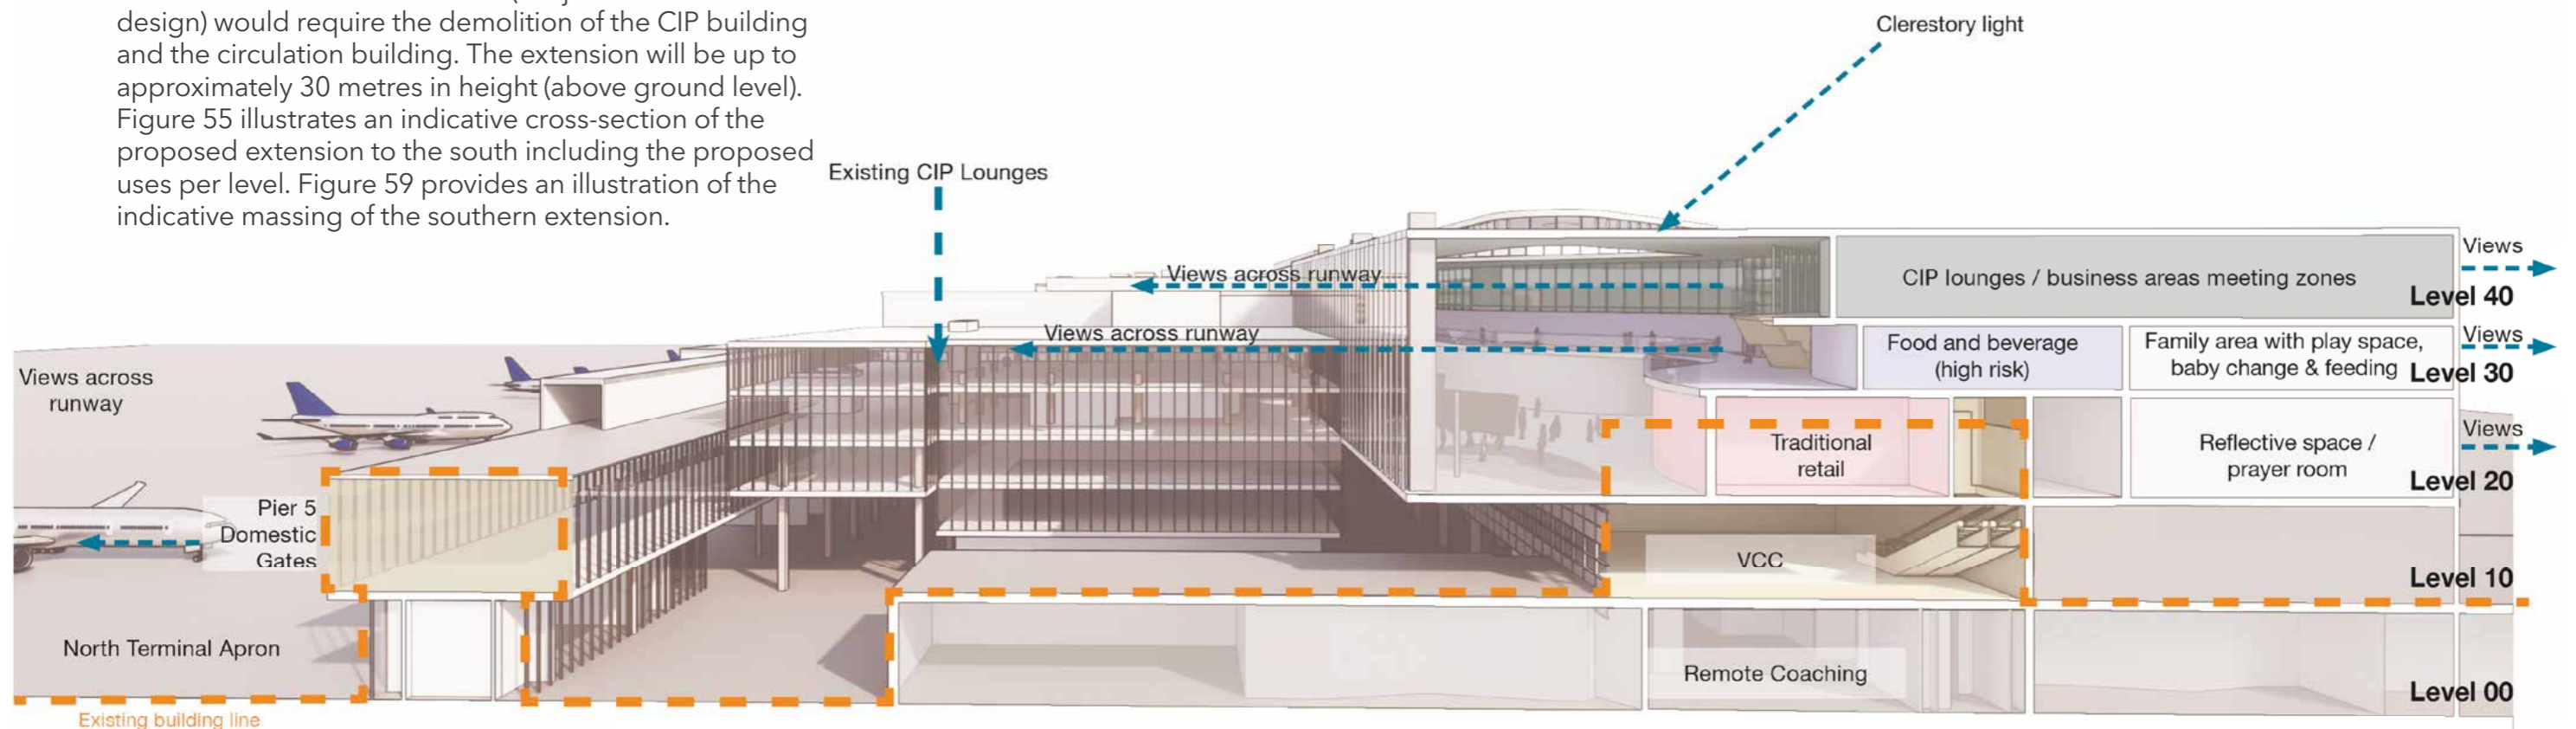 design) would require the demolition of the CIP building
and the circulation building. The extension will be up to
approximately 30 metres in height (above ground level).
Figure 55 illustrates an indicative cross-section of the
proposed extension to the south including the proposed
uses per level. Figure 59 provides an illustration of the
indicative massing of the southern extension.
Clerestory light
Existing CIP Lounges
Views across runway
Views across runway
Views across
runway
CIP lounges / business areas meeting zones
Views
Level 40
Food and beverage
(high risk)
Family area with play space,
baby change & feeding
Views
Level 30
Traditional
retail
Reflective space /
prayer room
Views
Level 20
Pier 5
Domestic
Gates
VCC
Level 10
North Terminal Apron
Remote Coaching
Level 00
Existing building line